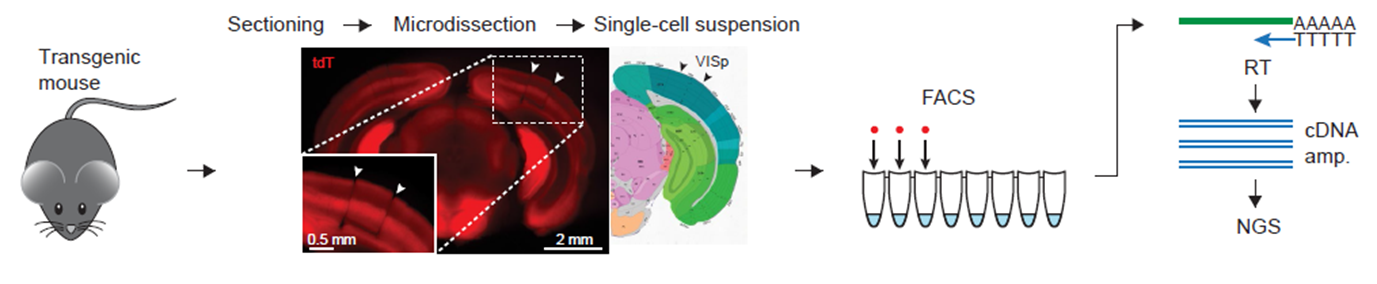 Sectioning
Microdissection
Single-cell suspension
Transgenic
mouse
tdT
0.5 mm
2 mm
VISp
FACS
AAAAA
TTTTT
RT
cDNA
amp.
NGS